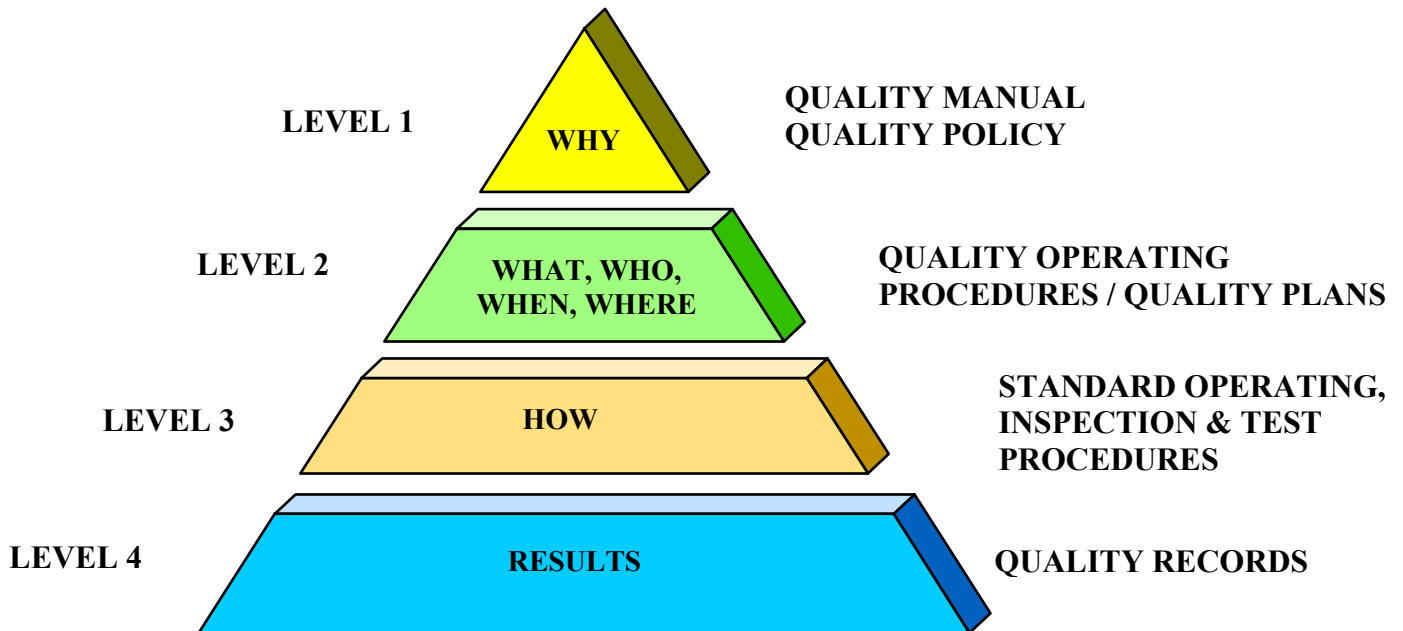 LEVEL 1
WHY
QUALITY MANUAL
QUALITY POLICY
LEVEL 2
WHAT, WHO,
WHEN, WHERE
QUALITY OPERATING
PROCEDURES / QUALITY PLANS
LEVEL 3
HOW
STANDARD OPERATING,
INSPECTION & TEST
PROCEDURES
LEVEL 4
RESULTS
QUALITY RECORDS